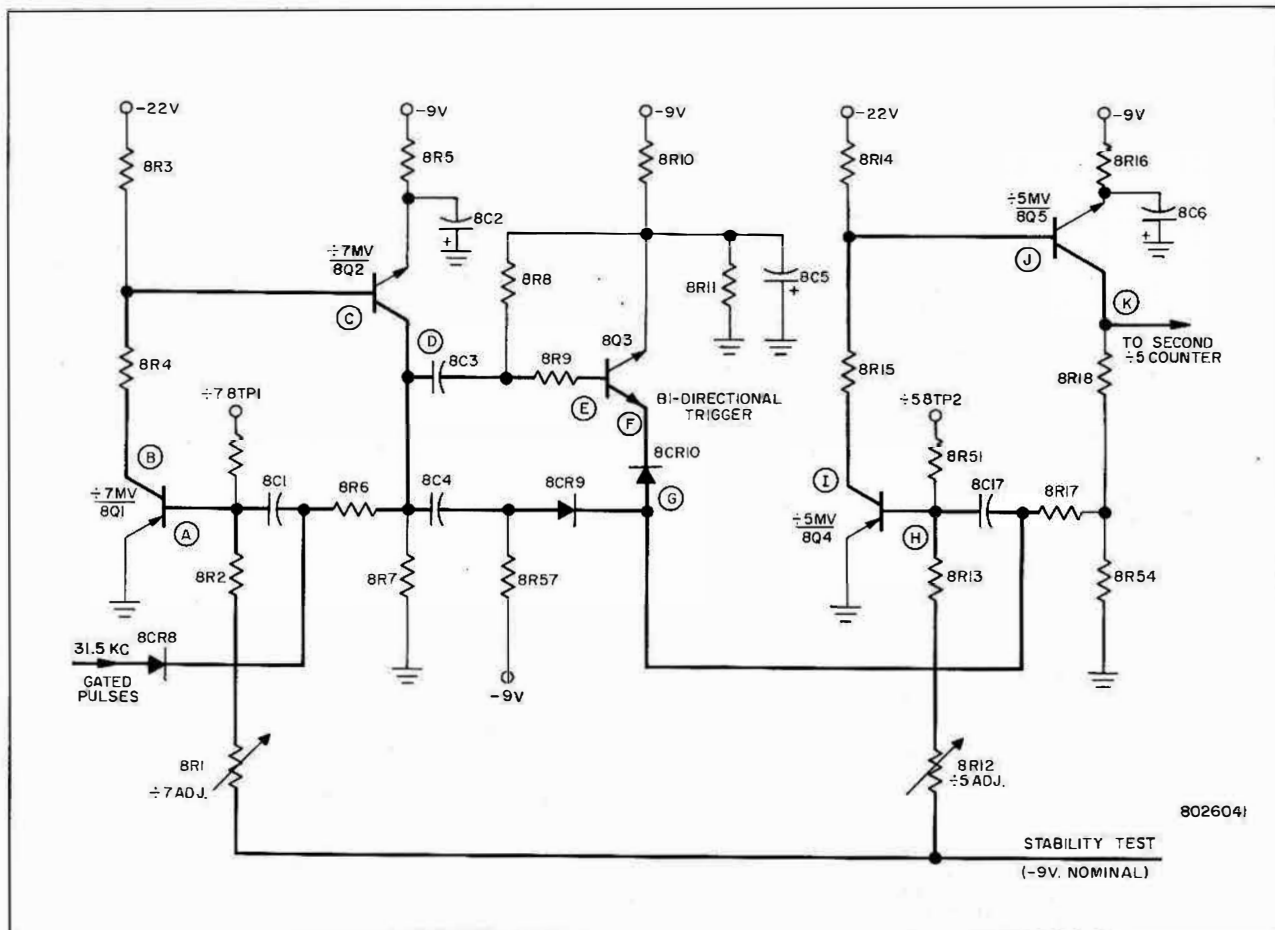 -22V
-9V
-9V
-22V
-9V
8R3
8R5
8R10
8R14
8R16
8C2
+
÷7MV
8Q2
8R8
8R11
8C5
+
÷5MV
8Q5
8C6
+
C
J
D
K
8C3
8R9
8Q3
TO SECOND
÷5 COUNTER
8R4
E
BI-DIRECTIONAL
TRIGGER
8R15
8R18
÷7 8TP1
F
÷5 8TP2
B
8CR10
8R51
8C1
8R6
8C4
8CR9
G
I
8C17
8R17
÷7MV
8Q1
A
÷5MV
8Q4
H
8R2
8R7
8R57
8R13
8R54
31.5 KC
8CR8
GATED
PULSES
-9V
8R1
÷7 ADJ.
8R12
÷5 ADJ.
8026041
STABILITY TEST
(-9V. NOMINAL)